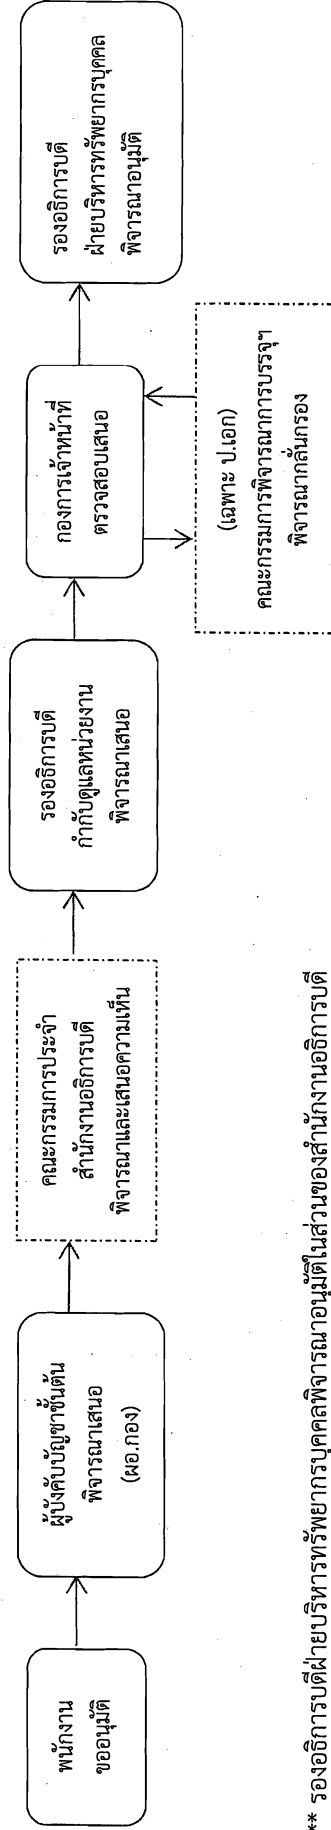 พนักงาน
ขออนุมัติ
ผู้บังคับบัญชาชั้นต้น
พิจารณาเสนอ
(ผอ.กอง)
คณะกรรมการประจำ
สำนักงานอธิการบดี
พิจารณาและเสนอความเห็น
รองอธิการบดี
กำกับดูแลหน่วยงาน
พิจารณาเสนอ
กองการเจ้าหน้าที่
ตรวจสอบเสนอ
(เฉพาะ ป.เอก)
คณะกรรมการพิจารณาการบรรจุฯ
พิจารณากลั่นกรอง
รองอธิการบดี
ฝ่ายบริหารทรัพยากรบุคคล
พิจารณาอนุมัติ
** รองอธิการบดีฝ่ายบริหารทรัพยากรบุคคลพิจารณาอนุมัติในส่วนของสำนักงานอธิการบดี